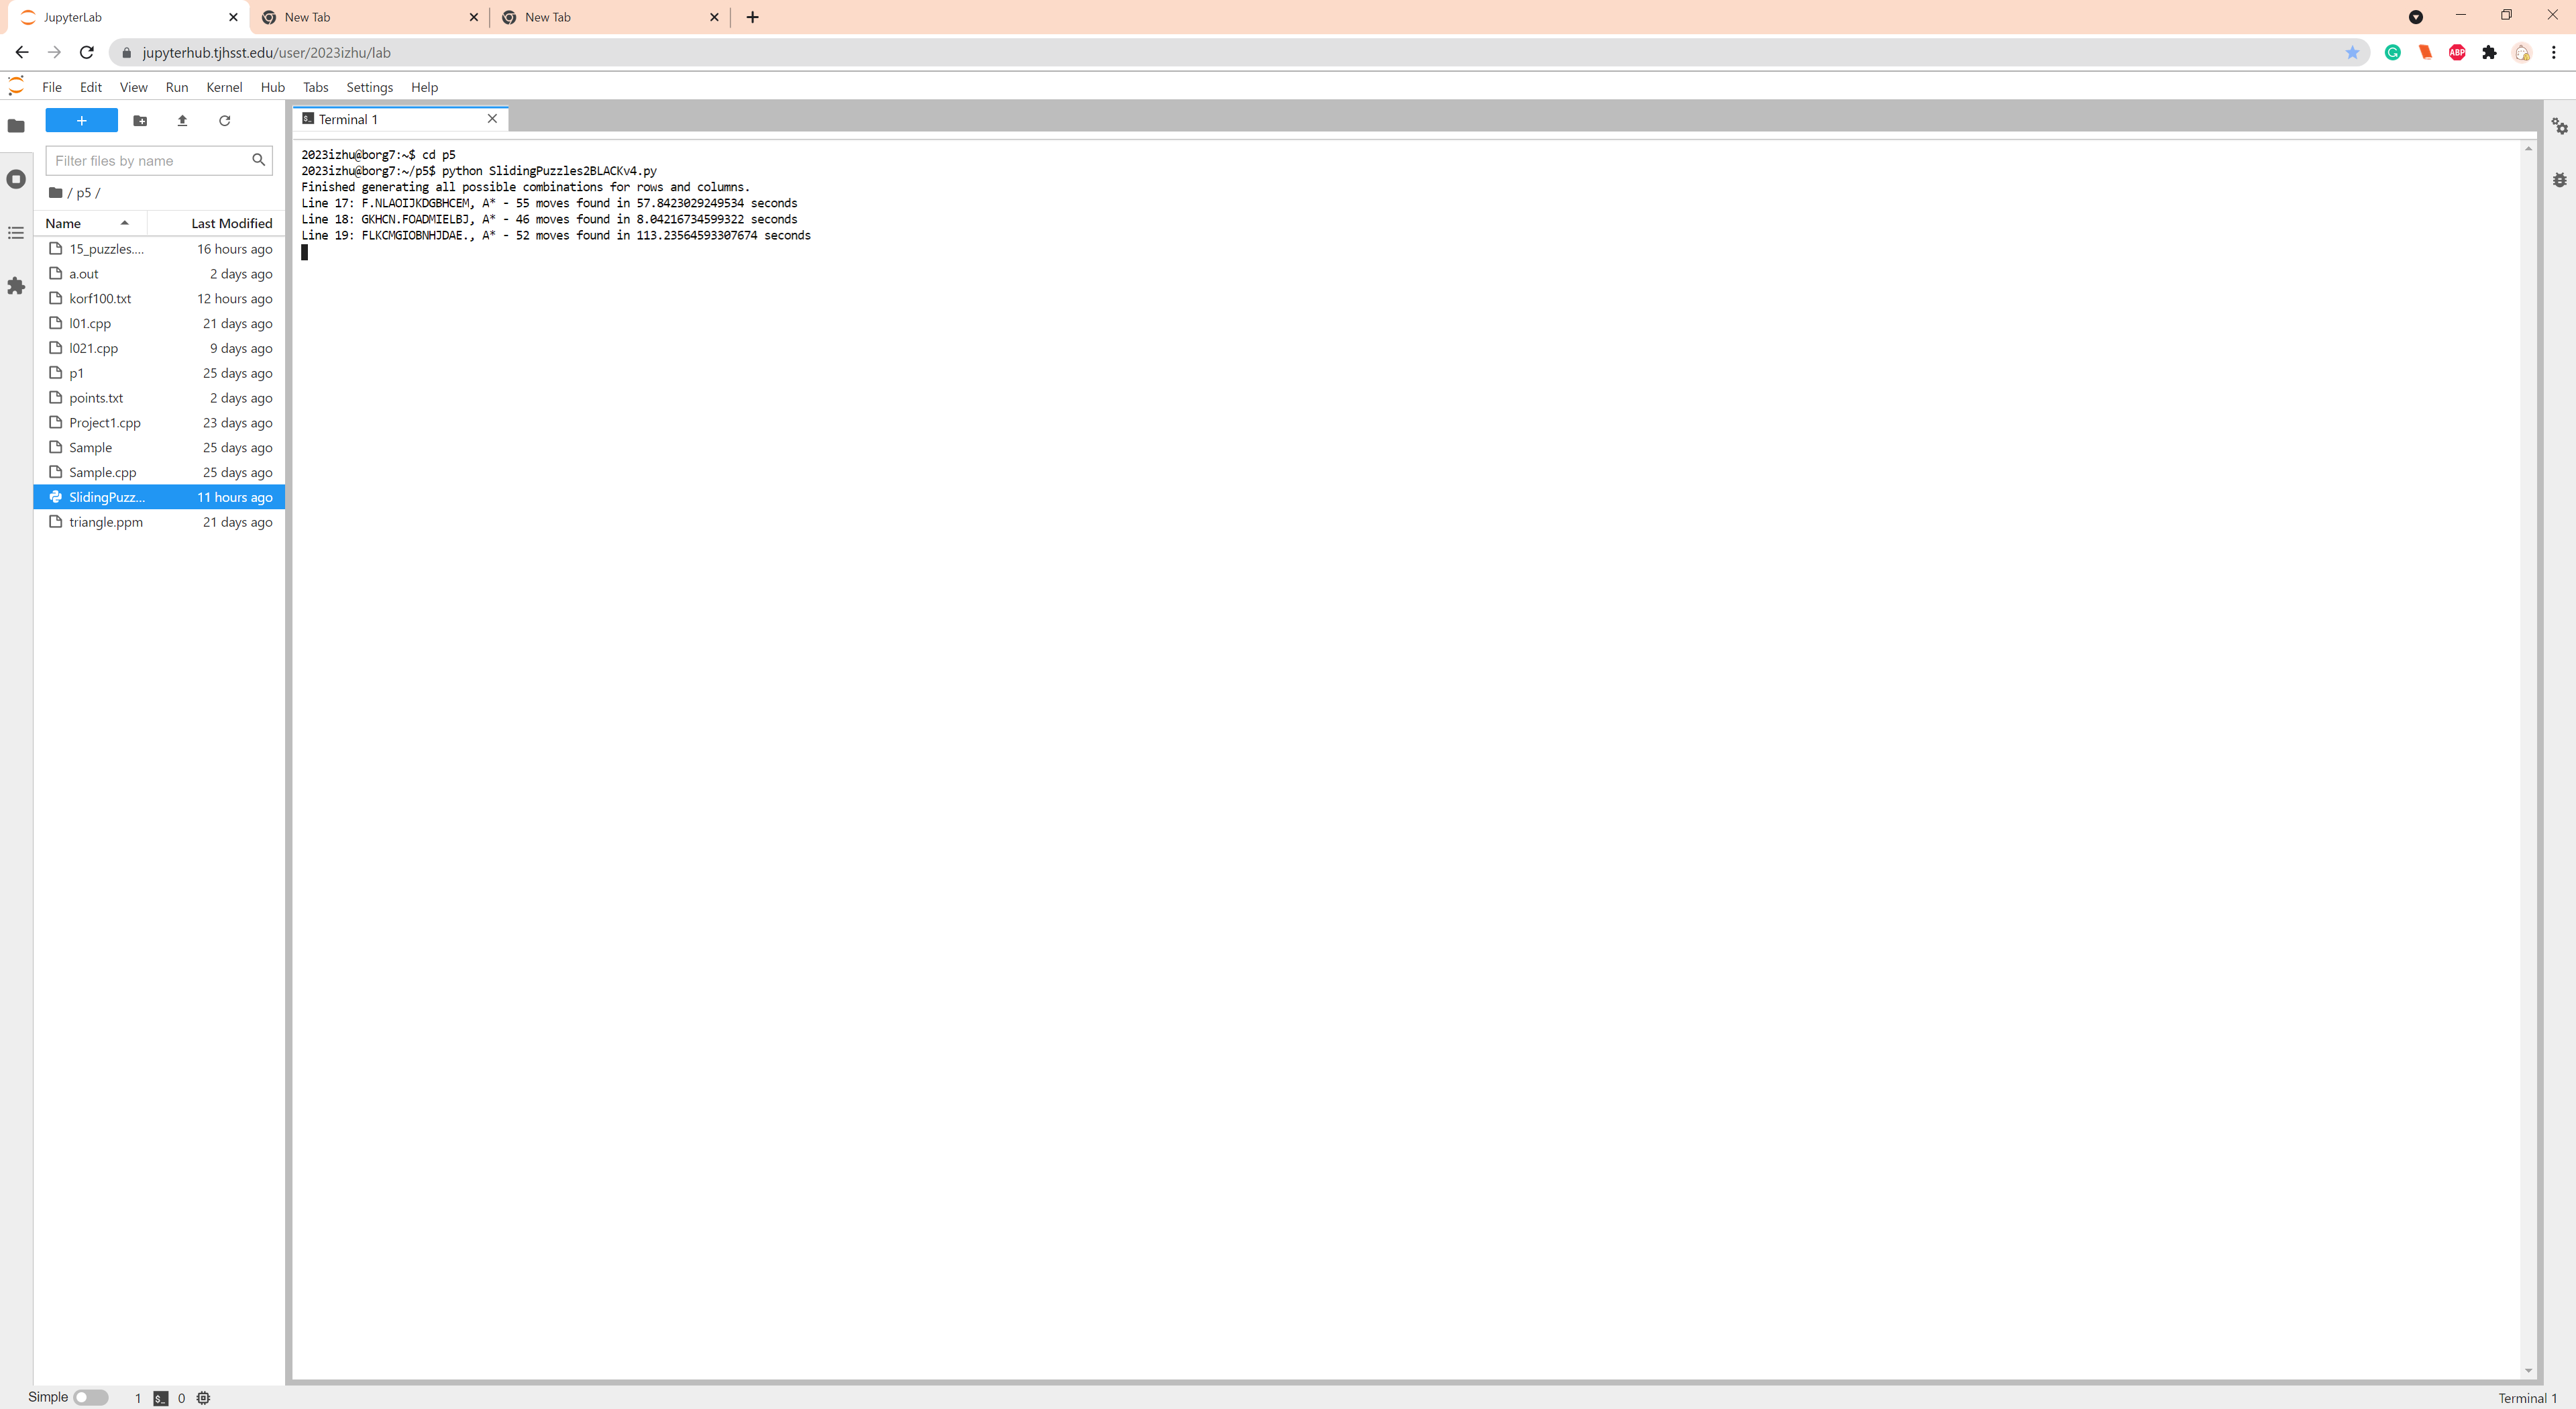 JupyterLab
New Tab
New Tab
jupyterhub.tjhsst.edu/user/2023izhu/lab
ABP
File Edit View Run Kernel Hub Tabs Settings Help
+
Terminal 1
Filter files by name
/ p5 /
Name Last Modified
15_puzzles.... 16 hours ago
a.out 2 days ago
korf100.txt 12 hours ago
l01.cpp 21 days ago
l021.cpp 9 days ago
p1 25 days ago
points.txt 2 days ago
Project1.cpp 23 days ago
Sample 25 days ago
Sample.cpp 25 days ago
SlidingPuzz... 11 hours ago
triangle.ppm 21 days ago
2023izhu@borg7:~$ cd p5
2023izhu@borg7:~/p5$ python SlidingPuzzles2BLACKv4.py
Finished generating all possible combinations for rows and columns.
Line 17: F.NLAOIJKDGBHCEM, A* - 55 moves found in 57.8423029249534 seconds
Line 18: GKHCN.FOADMIELBJ, A* - 46 moves found in 8.04216734599322 seconds
Line 19: FLKCMGIOBNHJDAE., A* - 52 moves found in 113.23564593307674 seconds
Simple 1 $_ 0 Terminal 1